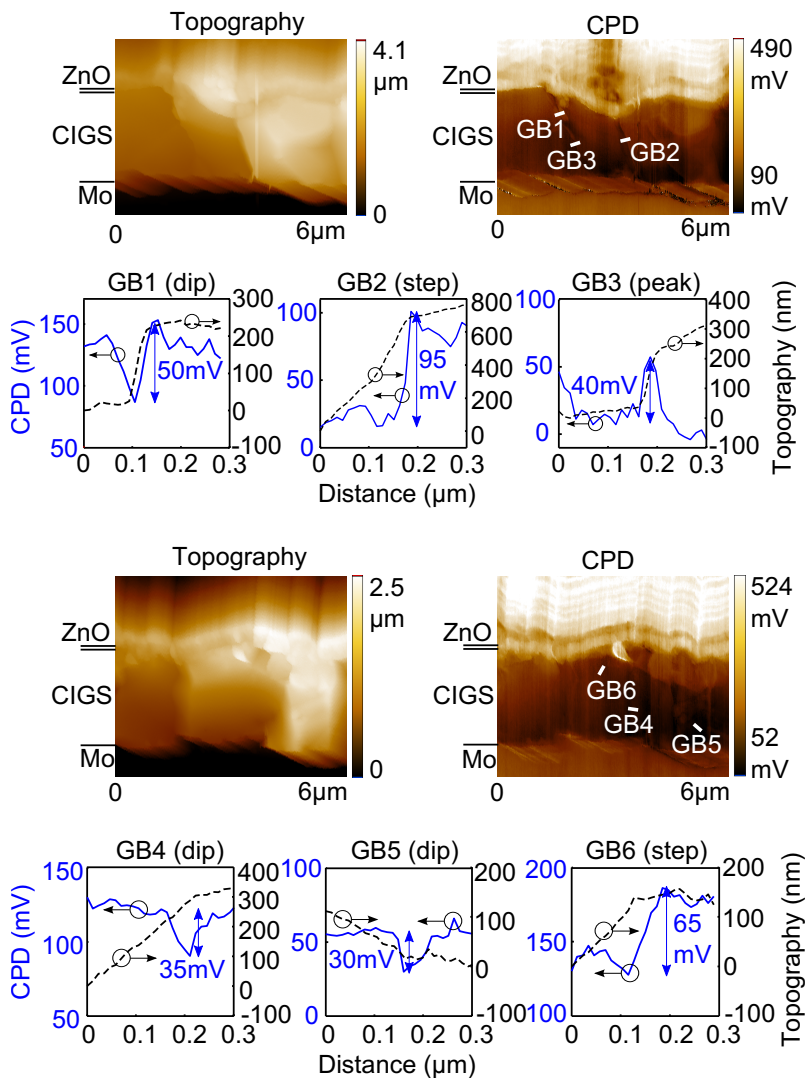 Topography CPD
ZnO
CIGS
Mo
4.1
µm
0
0 6µm
ZnO
CIGS
Mo
GB1
GB3
GB2
490
mV
90
mV
0 6µm
GB1 (dip) GB2 (step) GB3 (peak)
CPD (mV)
150
100
50
300
200
100
0
-100
50mV
0 0.1 0.2 0.3
100
50
0
800
600
400
200
0
95
mV
0 0.1 0.2 0.3
100
50
0
400
300
200
100
0
-100
40mV
0 0.1 0.2 0.3
Topography (nm)
Distance (µm)
Topography CPD
ZnO
CIGS
Mo
2.5
µm
0
0 6µm
ZnO
CIGS
Mo
GB6
GB4
GB5
524
mV
52
mV
0 6µm
GB4 (dip) GB5 (dip) GB6 (step)
CPD (mV)
150
100
50
400
300
200
100
0
-100
35mV
0 0.1 0.2 0.3
100
50
0
200
100
0
-100
30mV
0 0.1 0.2 0.3
200
150
100
200
100
0
-100
65
mV
0 0.1 0.2 0.3
Topography (nm)
Distance (µm)